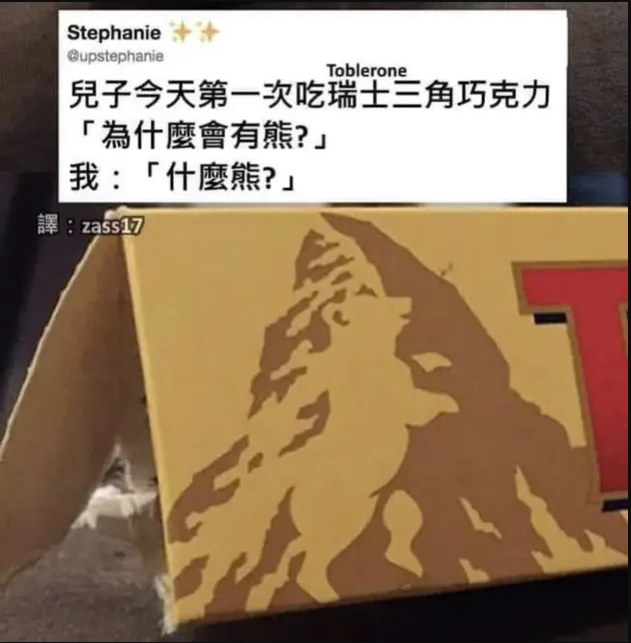 Stephanie ✨✨
@upstephanie
Toblerone
兒子今天第一次吃瑞士三角巧克力
「為什麼會有熊?」
我：「什麼熊?」
譯：zass17
T